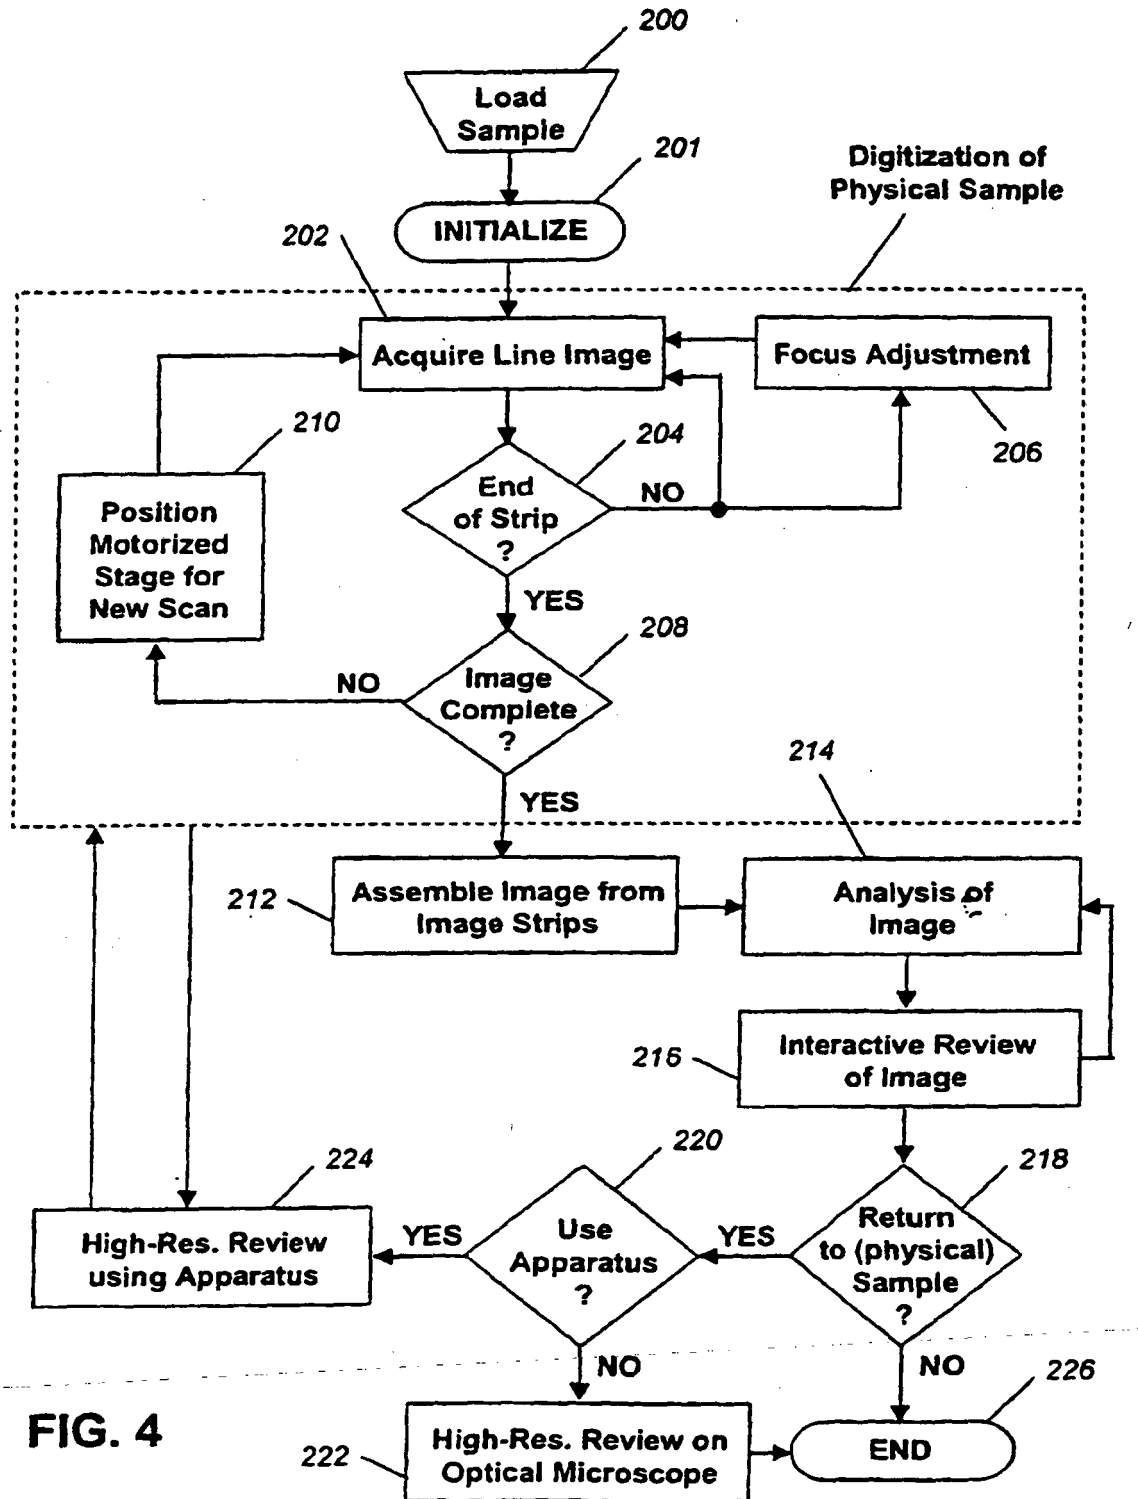 200
Load
Sample
201
INITIALIZE
Digitization of
Physical Sample
202
Acquire Line Image
Focus Adjustment
206
210
Position
Motorized
Stage for
New Scan
204
End
of Strip
?
NO
YES
208
Image
Complete
?
NO
YES
214
212
Assemble Image from
Image Strips
Analysis of
Image
216
Interactive Review
of Image
218
Return
to (physical)
Sample
?
YES
NO
220
Use
Apparatus
?
YES
NO
224
High-Res. Review
using Apparatus
222
High-Res. Review on
Optical Microscope
226
END
FIG. 4